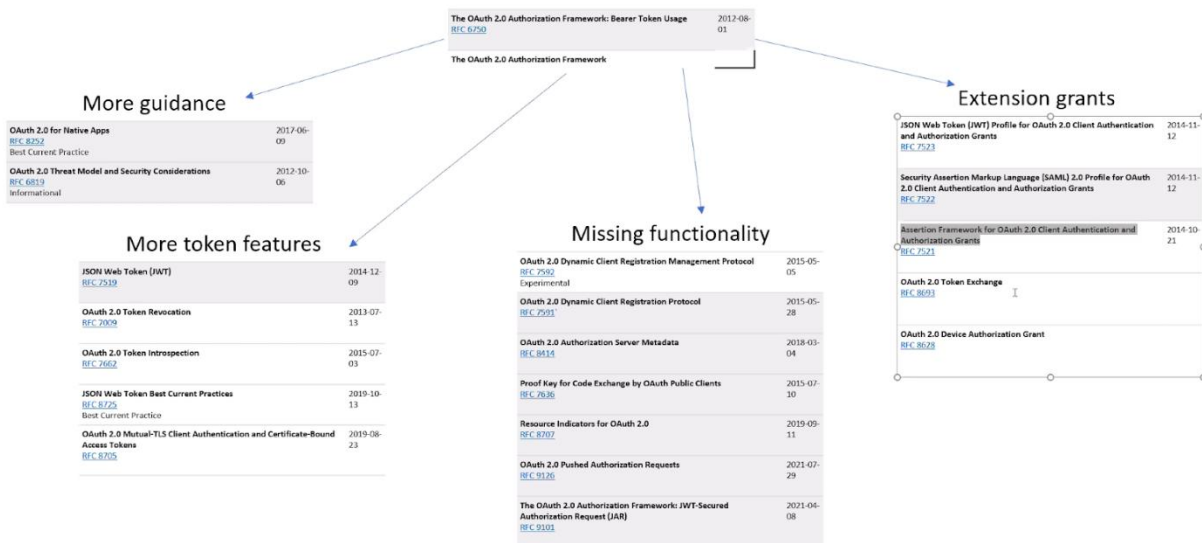 The OAuth 2.0 Authorization Framework: Bearer Token Usage 2012-08-
RFC 6750 01
The OAuth 2.0 Authorization Framework
More guidance
OAuth 2.0 for Native Apps 2017-06-
RFC 8252 09
Best Current Practice
OAuth 2.0 Threat Model and Security Considerations 2012-10-
RFC 6819 06
Informational
More token features
JSON Web Token (JWT) 2014-12-
RFC 7519 09
OAuth 2.0 Token Revocation 2013-07-
RFC 7009 13
OAuth 2.0 Token Introspection 2015-07-
RFC 7662 03
JSON Web Token Best Current Practices 2019-10-
RFC 8725 13
Best Current Practice
OAuth 2.0 Mutual-TLS Client Authentication and Certificate-Bound 2019-08-
Access Tokens 23
RFC 8705
Missing functionality
OAuth 2.0 Dynamic Client Registration Management Protocol 2015-05-
RFC 7592 05
Experimental
OAuth 2.0 Dynamic Client Registration Protocol 2015-05-
RFC 7591` 28
OAuth 2.0 Authorization Server Metadata 2018-03-
RFC 8414 04
Proof Key for Code Exchange by OAuth Public Clients 2015-07-
RFC 7636 10
Resource Indicators for OAuth 2.0 2019-09-
RFC 8707 11
OAuth 2.0 Pushed Authorization Requests 2021-07-
RFC 9126 29
The OAuth 2.0 Authorization Framework: JWT-Secured 2021-04-
Authorization Request (JAR) 08
RFC 9101
Extension grants
JSON Web Token (JWT) Profile for OAuth 2.0 Client Authentication 2014-11-
and Authorization Grants 12
RFC 7523
Security Assertion Markup Language (SAML) 2.0 Profile for OAuth 2014-11-
2.0 Client Authentication and Authorization Grants 12
RFC 7522
Assertion Framework for OAuth 2.0 Client Authentication and 2014-10-
Authorization Grants 21
RFC 7521
OAuth 2.0 Token Exchange
RFC 8693
OAuth 2.0 Device Authorization Grant
RFC 8628